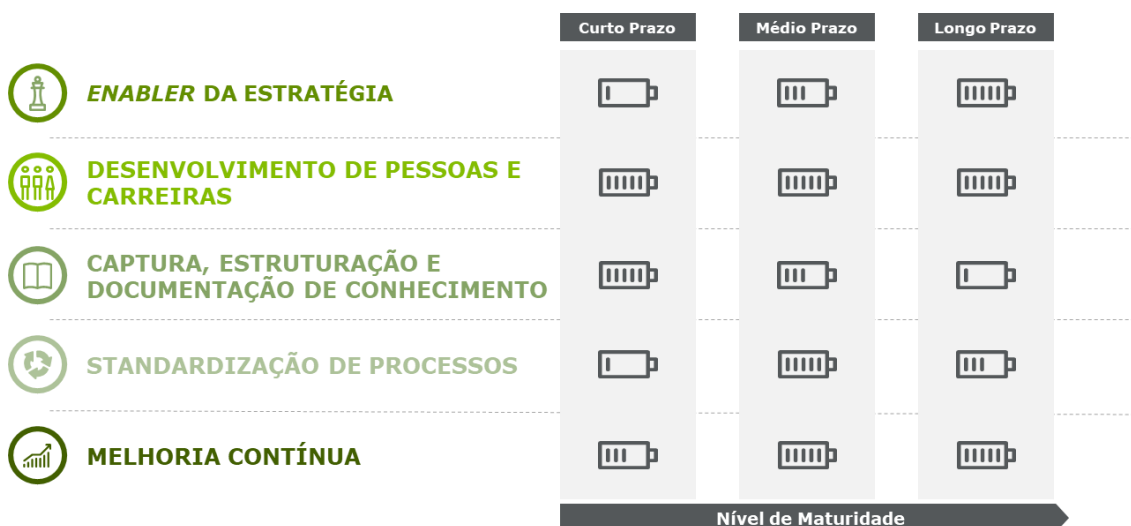 Curto Prazo
Médio Prazo
Longo Prazo
ENABLER DA ESTRATÉGIA
DESENVOLVIMENTO DE PESSOAS E
CARREIRAS
CAPTURA, ESTRUTURAÇÃO E
DOCUMENTAÇÃO DE CONHECIMENTO
STANDARDIZAÇÃO DE PROCESSOS
MELHORIA CONTÍNUA
Nível de Maturidade